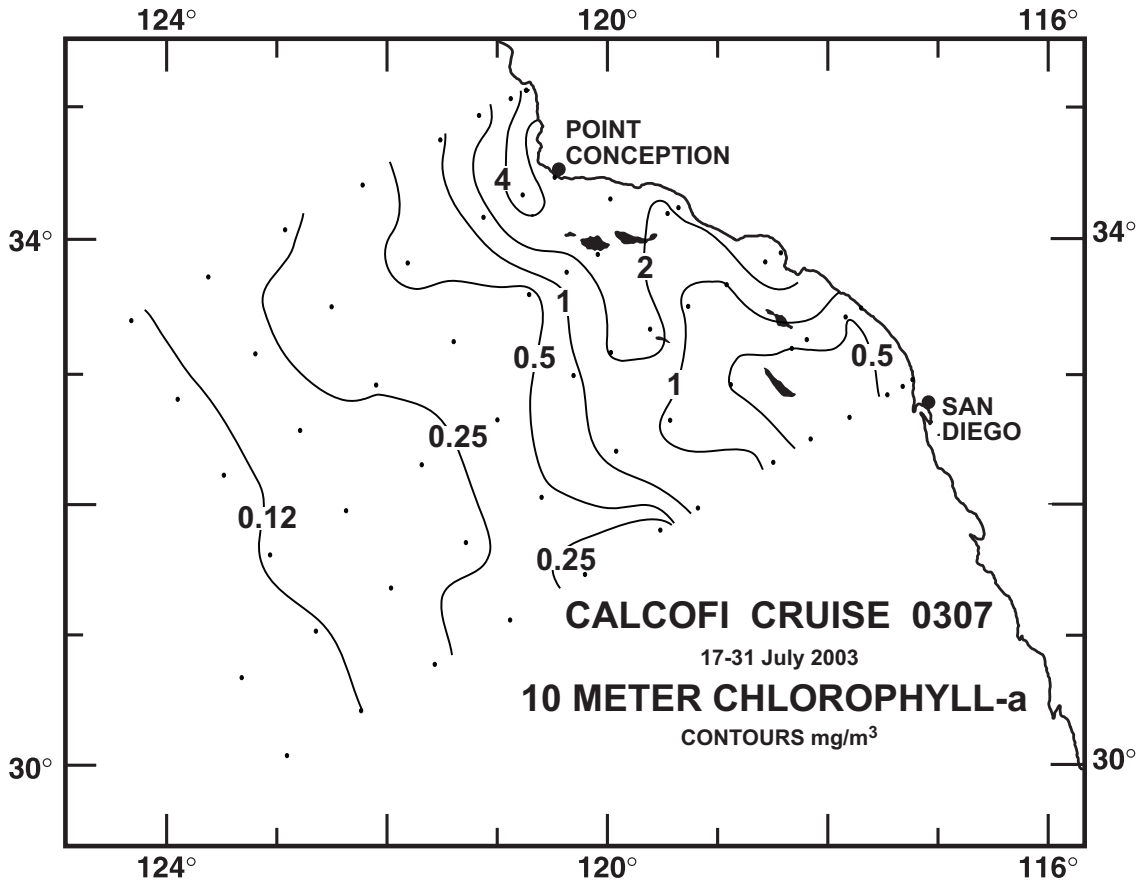 124° 120° 116°
POINT
CONCEPTION
4
34° 34°
2
1
0.5 0.5
1
SAN
DIEGO
0.25
0.12
0.25
CALCOFI CRUISE 0307
17-31 July 2003
10 METER CHLOROPHYLL-a
CONTOURS mg/m³
30° 30°
124° 120° 116°